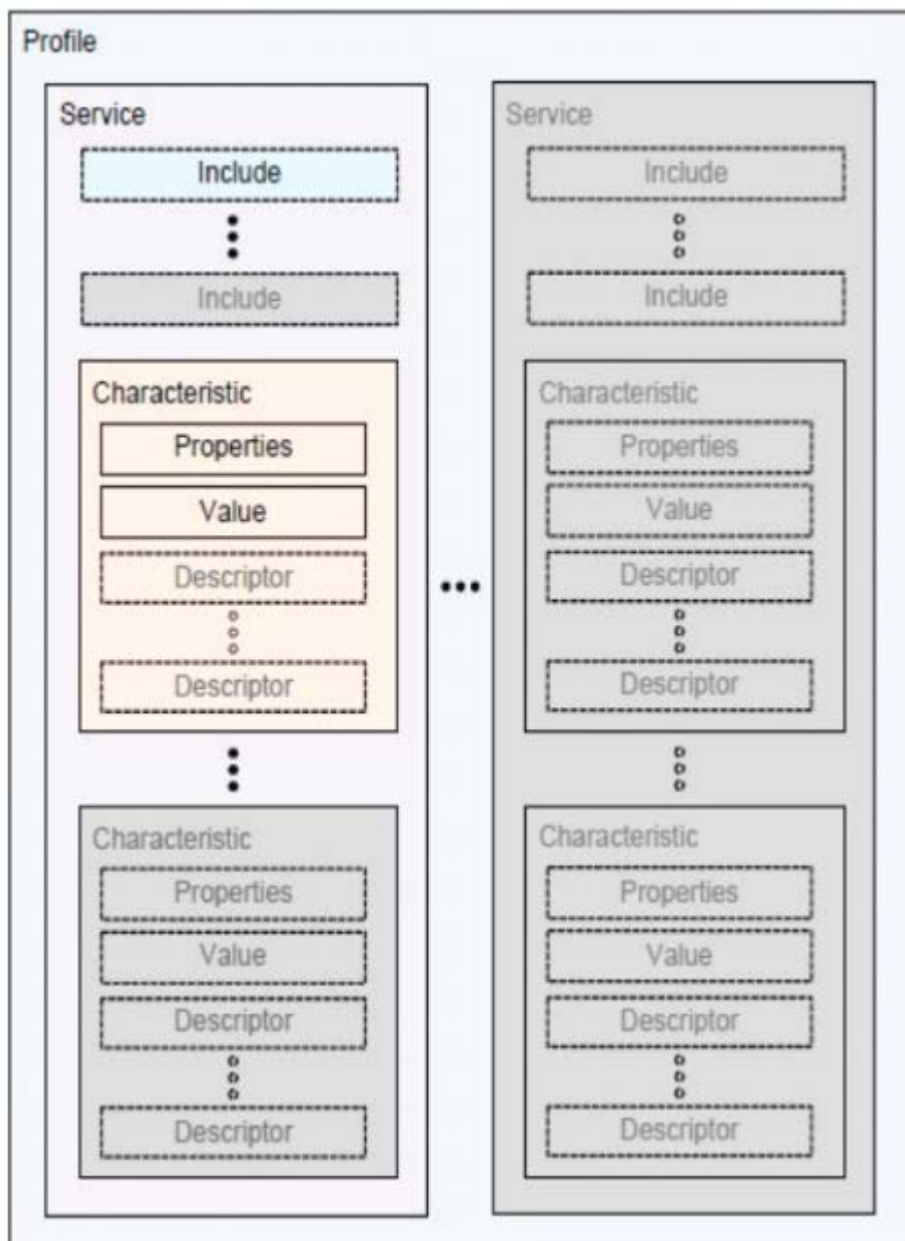 Profile
Service
Include
Include
Characteristic
Properties
Value
Descriptor
Descriptor
Characteristic
Properties
Value
Descriptor
Descriptor
Service
Include
Include
Characteristic
Properties
Value
Descriptor
Descriptor
Characteristic
Properties
Value
Descriptor
Descriptor